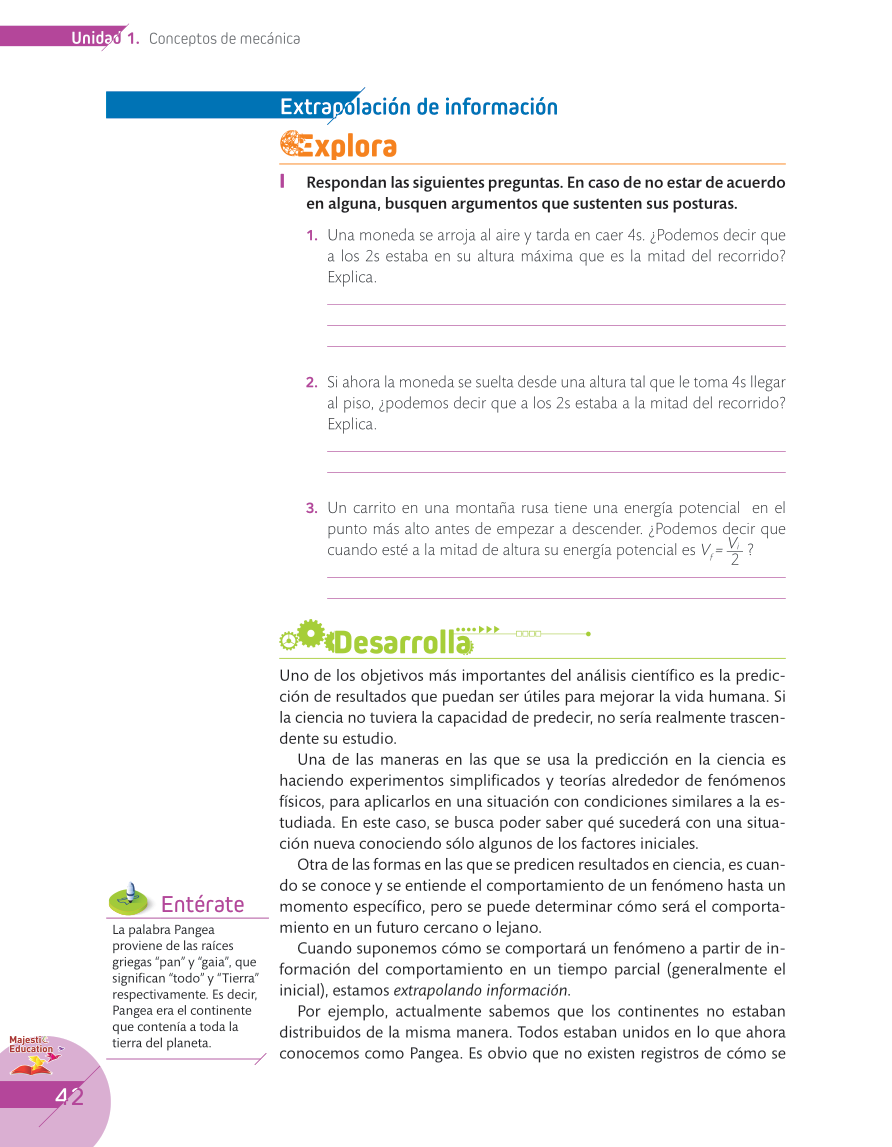 Unidad 1. Conceptos de mecánica
Extrapolación de información
Explora
I Respondan las siguientes preguntas. En caso de no estar de acuerdo
en alguna, busquen argumentos que sustenten sus posturas.
1. Una moneda se arroja al aire y tarda en caer 4s. ¿Podemos decir que
a los 2s estaba en su altura máxima que es la mitad del recorrido?
Explica.
2. Si ahora la moneda se suelta desde una altura tal que le toma 4s llegar
al piso, ¿podemos decir que a los 2s estaba a la mitad del recorrido?
Explica.
3. Un carrito en una montaña rusa tiene una energía potencial en el
punto más alto antes de empezar a descender. ¿Podemos decir que
cuando esté a la mitad de altura su energía potencial es V_f = V_i/2 ?
Desarrolla
Uno de los objetivos más importantes del análisis científico es la predic-
ción de resultados que puedan ser útiles para mejorar la vida humana. Si
la ciencia no tuviera la capacidad de predecir, no sería realmente trascen-
dente su estudio.
Una de las maneras en las que se usa la predicción en la ciencia es
haciendo experimentos simplificados y teorías alrededor de fenómenos
físicos, para aplicarlos en una situación con condiciones similares a la es-
tudiada. En este caso, se busca poder saber qué sucederá con una situa-
ción nueva conociendo sólo algunos de los factores iniciales.
Otra de las formas en las que se predicen resultados en ciencia, es cuan-
do se conoce y se entiende el comportamiento de un fenómeno hasta un
momento específico, pero se puede determinar cómo será el comporta-
miento en un futuro cercano o lejano.
Cuando suponemos cómo se comportará un fenómeno a partir de in-
formación del comportamiento en un tiempo parcial (generalmente el
inicial), estamos extrapolando información.
Por ejemplo, actualmente sabemos que los continentes no estaban
distribuidos de la misma manera. Todos estaban unidos en lo que ahora
conocemos como Pangea. Es obvio que no existen registros de cómo se
Entérate
La palabra Pangea
proviene de las raíces
griegas “pan” y “gaia”, que
significan “todo” y “Tierra”
respectivamente. Es decir,
Pangea era el continente
que contenía a toda la
tierra del planeta.
Majestic
Education
42